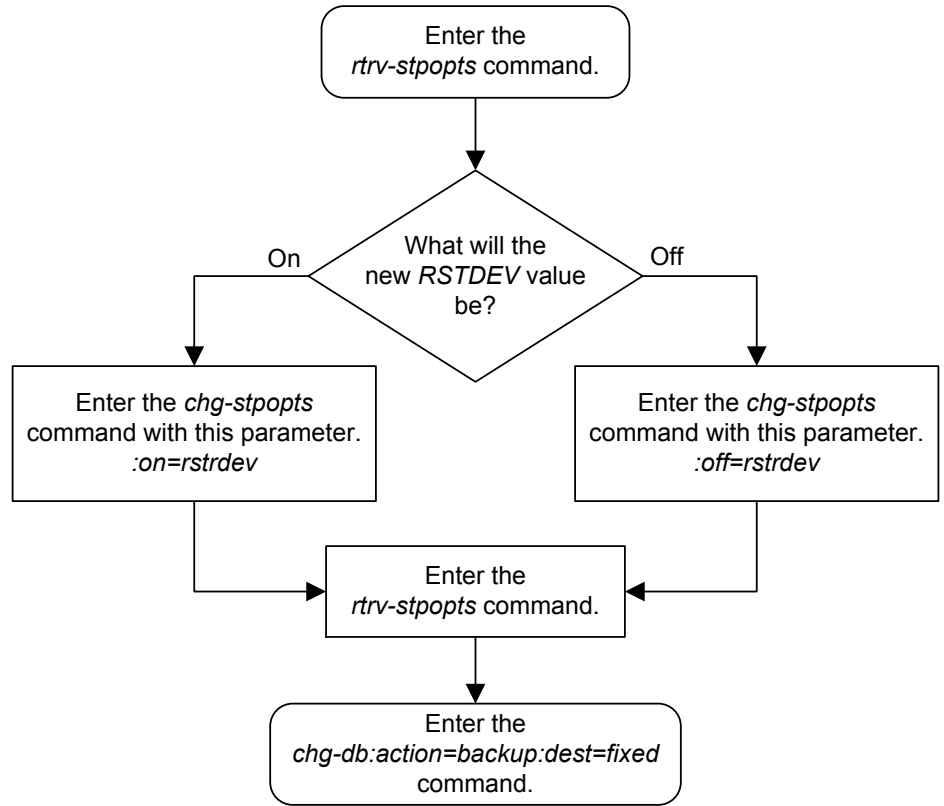 Enter the
rtrv-stpopts command.
What will the
new RSTDEV value
be?
On
Off
Enter the chg-stpopts
command with this parameter.
:on=rstrdev
Enter the chg-stpopts
command with this parameter.
:off=rstrdev
Enter the
rtrv-stpopts command.
Enter the
chg-db:action=backup:dest=fixed
command.